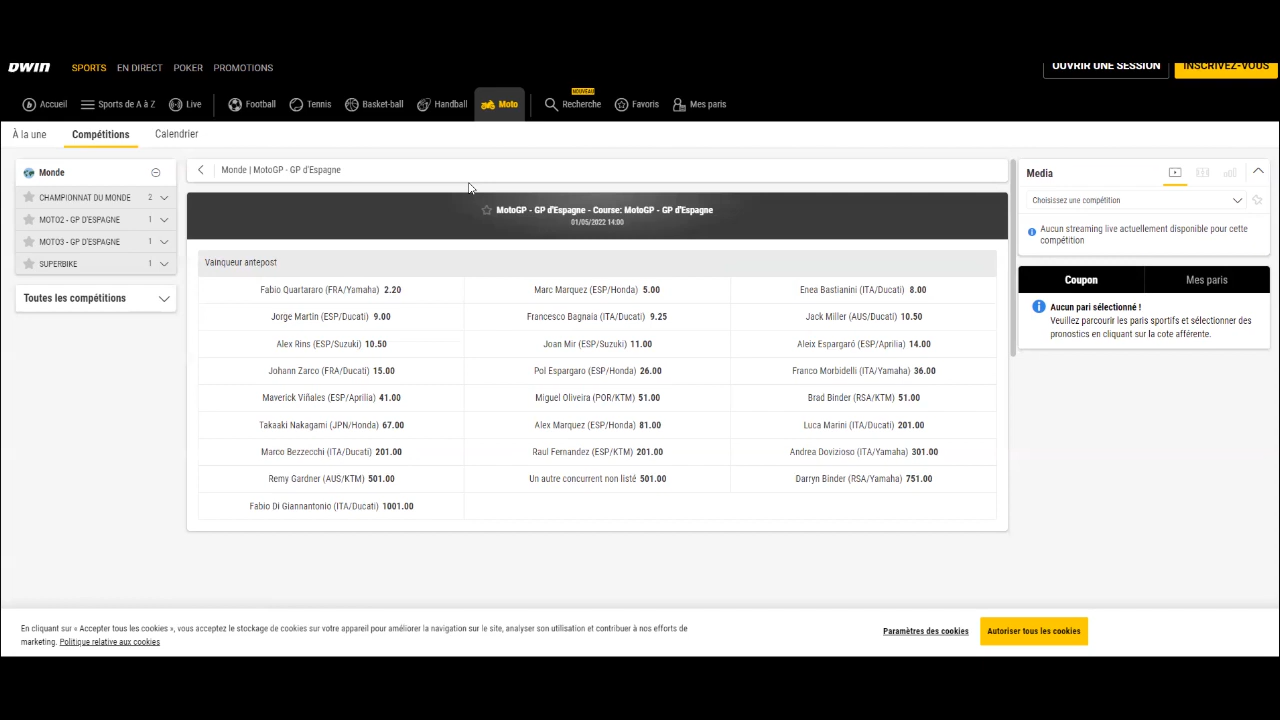 DWIN SPORTS EN DIRECT POKER PROMOTIONS OUVRIR UNE SESSION INSCRIVEZ-VOUS
NOUVEAU
Accueil Sports de A à Z Live Football Tennis Basket-ball Handball Moto Recherche Favoris Mes paris
À la une Compétitions Calendrier
Monde
CHAMPIONNAT DU MONDE 2
MOTO2 - GP D'ESPAGNE 1
MOTO3 - GP D'ESPAGNE 1
SUPERBIKE 1
Toutes les compétitions
Monde | MotoGP - GP d'Espagne
MotoGP - GP d'Espagne - Course: MotoGP - GP d'Espagne
01/05/2022 14:00
Vainqueur antepost
Fabio Quartararo (FRA/Yamaha) 2.20 Marc Marquez (ESP/Honda) 5.00 Enea Bastianini (ITA/Ducati) 8.00
Jorge Martin (ESP/Ducati) 9.00 Francesco Bagnaia (ITA/Ducati) 9.25 Jack Miller (AUS/Ducati) 10.50
Alex Rins (ESP/Suzuki) 10.50 Joan Mir (ESP/Suzuki) 11.00 Aleix Espargaró (ESP/Aprilia) 14.00
Johann Zarco (FRA/Ducati) 15.00 Pol Espargaro (ESP/Honda) 26.00 Franco Morbidelli (ITA/Yamaha) 36.00
Maverick Viñales (ESP/Aprilia) 41.00 Miguel Oliveira (POR/KTM) 51.00 Brad Binder (RSA/KTM) 51.00
Takaaki Nakagami (JPN/Honda) 67.00 Alex Marquez (ESP/Honda) 81.00 Luca Marini (ITA/Ducati) 201.00
Marco Bezzecchi (ITA/Ducati) 201.00 Raul Fernandez (ESP/KTM) 201.00 Andrea Dovizioso (ITA/Yamaha) 301.00
Remy Gardner (AUS/KTM) 501.00 Un autre concurrent non listé 501.00 Darryn Binder (RSA/Yamaha) 751.00
Fabio Di Giannantonio (ITA/Ducati) 1001.00
Media
Choisissez une compétition
Aucun streaming live actuellement disponible pour cette
compétition
Coupon Mes paris
Aucun pari sélectionné !
Veuillez parcourir les paris sportifs et sélectionner des
pronostics en cliquant sur la cote afférente.
En cliquant sur « Accepter tous les cookies », vous acceptez le stockage de cookies sur votre appareil pour améliorer la navigation sur le site, analyser son utilisation et contribuer à nos efforts de
marketing. Politique relative aux cookies
Paramètres des cookies Autoriser tous les cookies